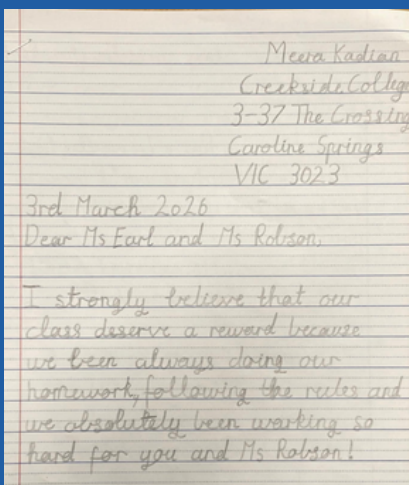 Meera Kadian
Creekside College
3-37 The Crossing
Caroline Springs
VIC 3023
3rd March 2026
Dear Ms Earl and Ms Robson,
I strongly believe that our
class deserve a reward because
we been always doing our
homework, following the rules and
we absolutely been working so
hard for you and Ms Robson!